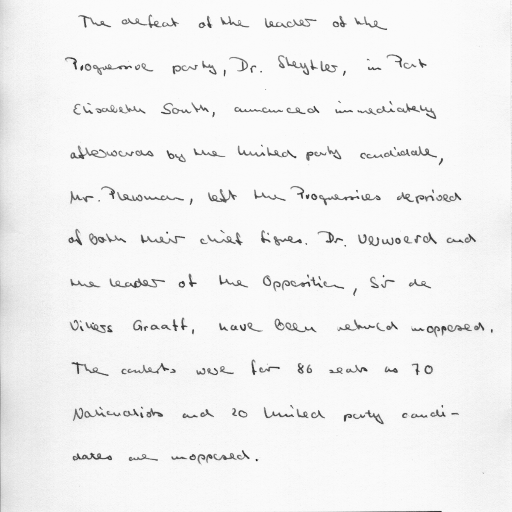 The defeat of the leader of the
Progressive party, Dr. Steytler, in Port
Elizabeth South, announced immediately
afterwards by the United party candidate,
Mr. Plewman, left the Progressives deprived
of both their chief figures. Dr. Verwoerd and
the leader of the Opposition, Sir de
Villiers Graaff, have been returned unopposed.
The contests were for 86 seats as 70
Nationalists and 20 United party candi-
dates are unopposed.